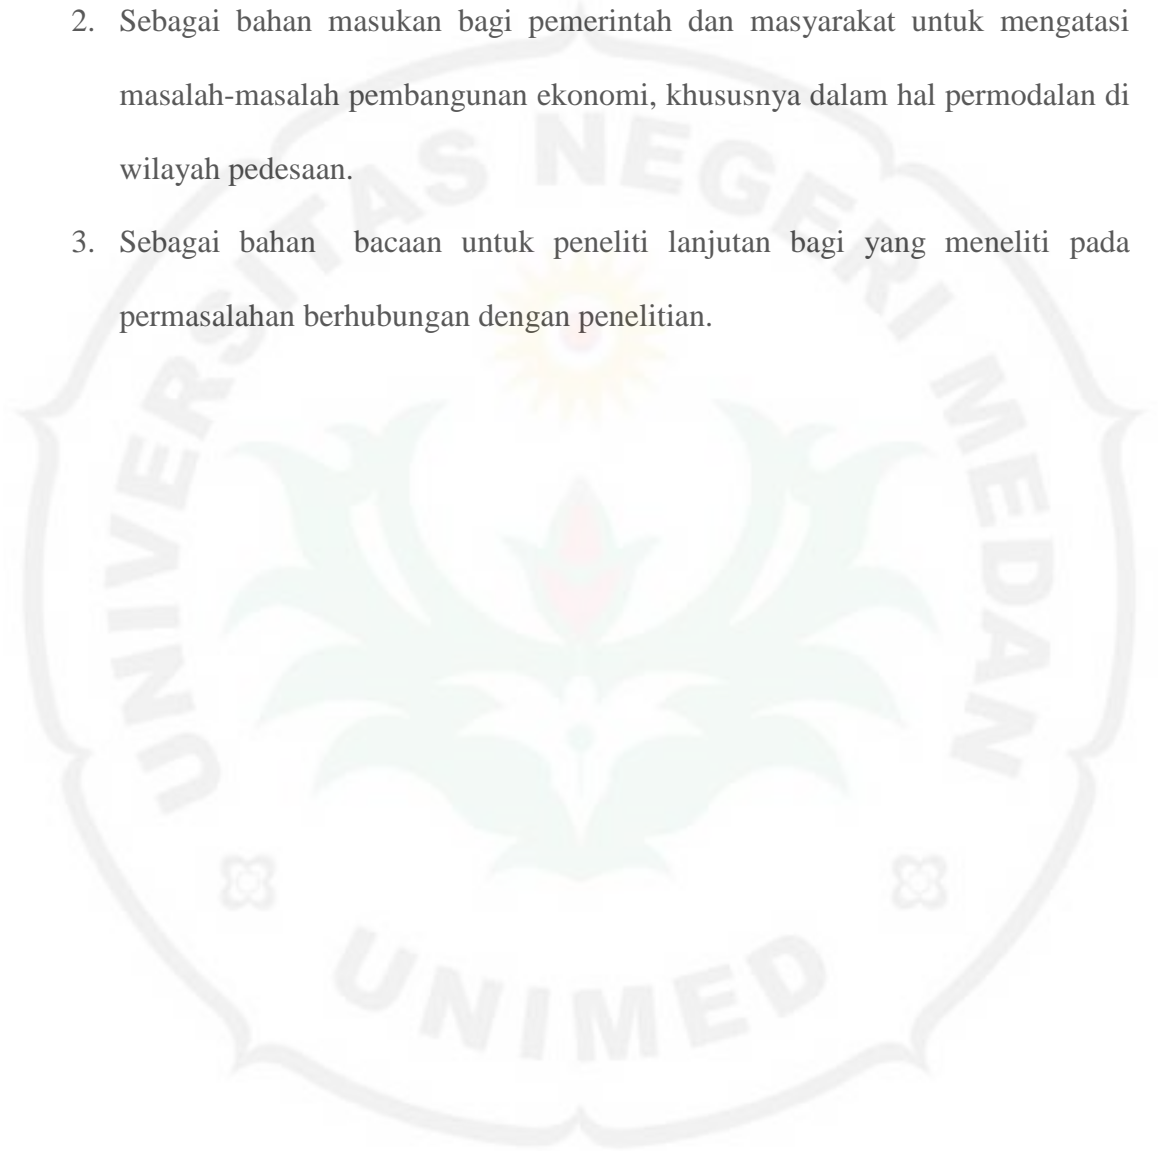 2. Sebagai bahan masukan bagi pemerintah dan masyarakat untuk mengatasi
masalah-masalah pembangunan ekonomi, khususnya dalam hal permodalan di
wilayah pedesaan.
3. Sebagai bahan bacaan untuk peneliti lanjutan bagi yang meneliti pada
permasalahan berhubungan dengan penelitian.
UNIVERSITAS NEGERI MEDAN
UNIMED